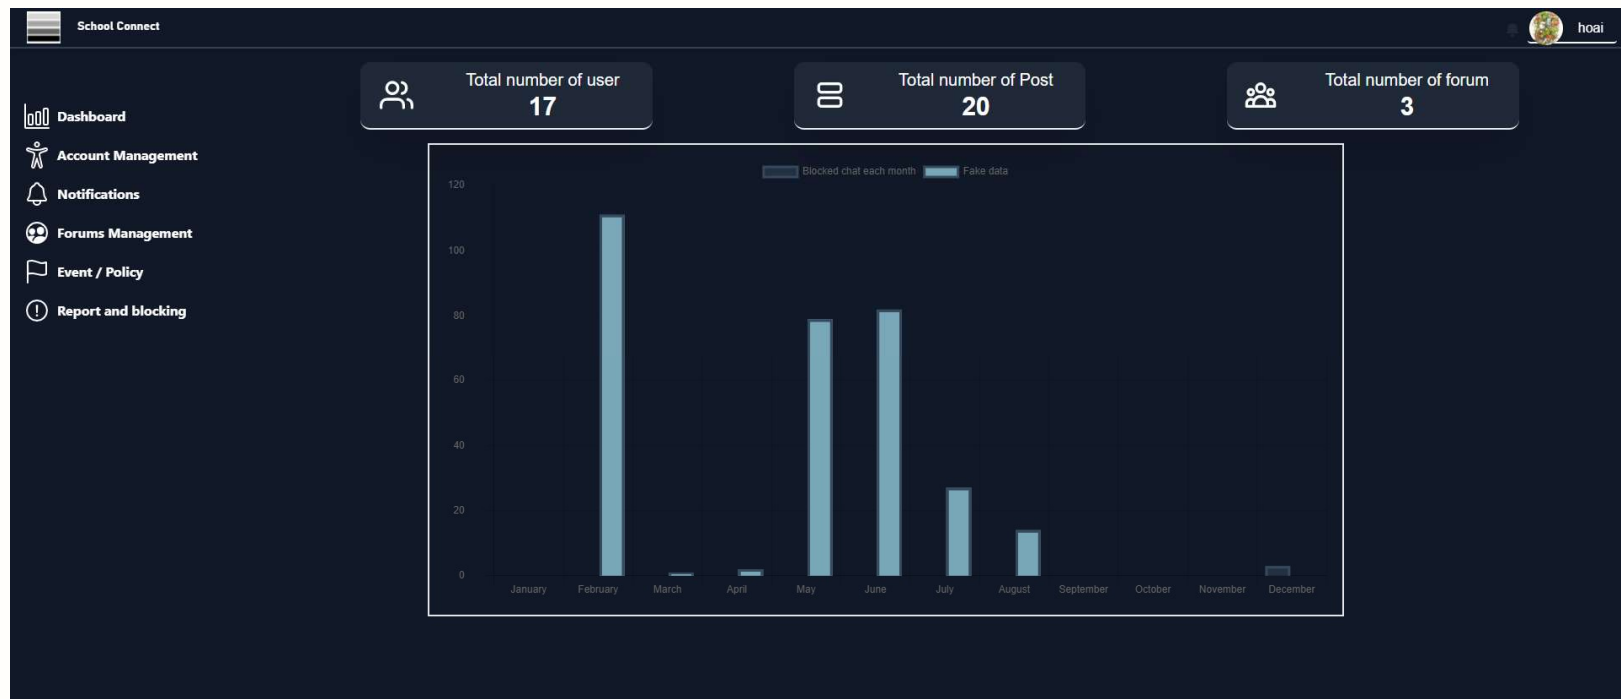 School Connect
hoai
Total number of user
17
Total number of Post
20
Total number of forum
3
Dashboard
Account Management
Notifications
Forums Management
Event / Policy
Report and blocking
Blocked chat each month Fake data
120
100
80
60
40
20
0
January February March April May June July August September October November December